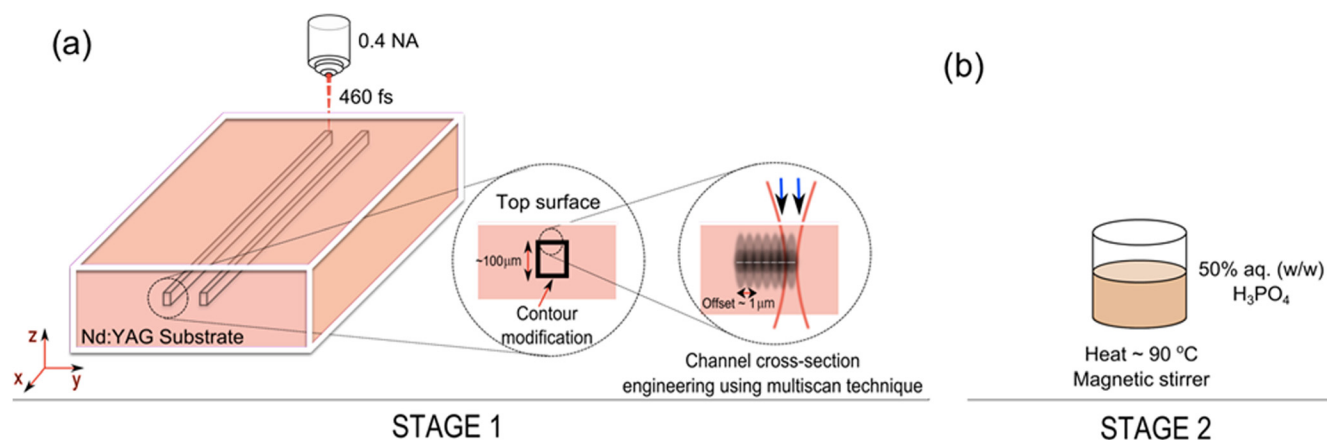 (a)
0.4 NA
460 fs
Top surface
~100µm
Contour
modification
Offset ~ 1µm
Nd:YAG Substrate
z
x
y
Channel cross-section
engineering using multiscan technique
STAGE 1
(b)
50% aq. (w/w)
H₃PO₄
Heat ~ 90 °C
Magnetic stirrer
STAGE 2